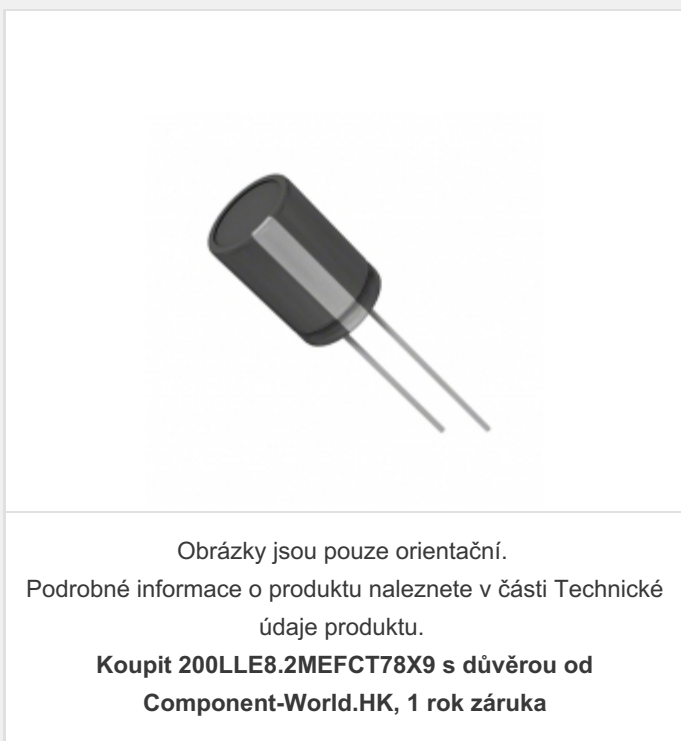 Obrázky jsou pouze orientační.
Podrobné informace o produktu naleznete v části Technické
údaje produktu.
Koupit 200LLE8.2MEFCT78X9 s důvěrou od
Component-World.HK, 1 rok záruka